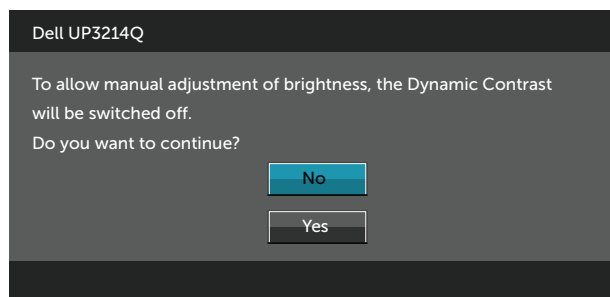 Dell UP3214Q
To allow manual adjustment of brightness, the Dynamic Contrast
will be switched off.
Do you want to continue?
No
Yes